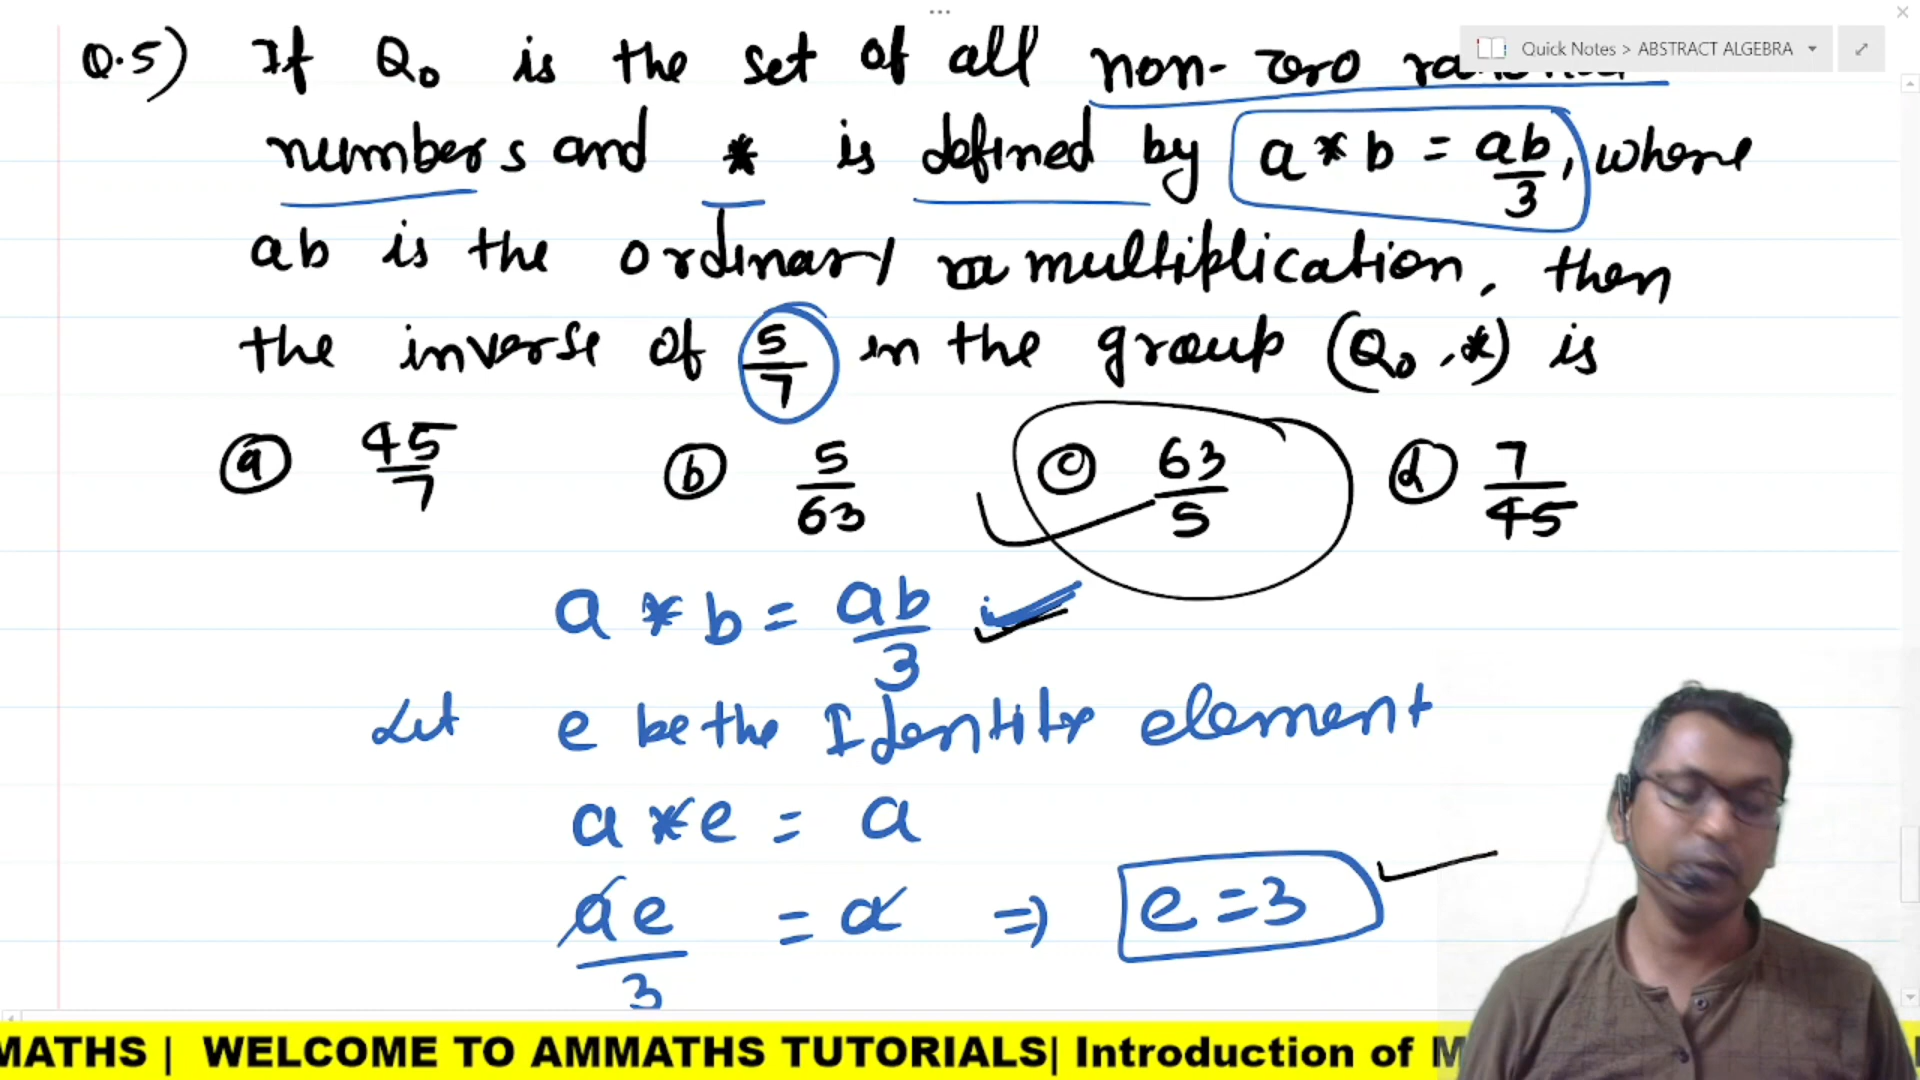 Quick Notes > ABSTRACT ALGEBRA
Q.5) If Q₀ is the set of all non-zero
numbers and * is defined by a * b = ab/3, where
ab is the ordinary multiplication, then
the inverse of 5/7 in the group (Q₀, *) is
(a) 45/7 (b) 5/63 (c) 63/5 (d) 7/45
a * b = ab/3
Let e be the Identity element
a * e = a
ae/3 = a ⇒ e = 3
MATHS | WELCOME TO AMMATHS TUTORIALS| Introduction of